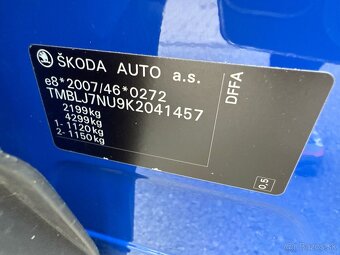 ŠKODA AUTO a.s.
e8*2007/46*0272
TMBLJ7NU9K2041457
2199kg
4299kg
1- 1120kg
2- 1150kg
DFFA
0.5